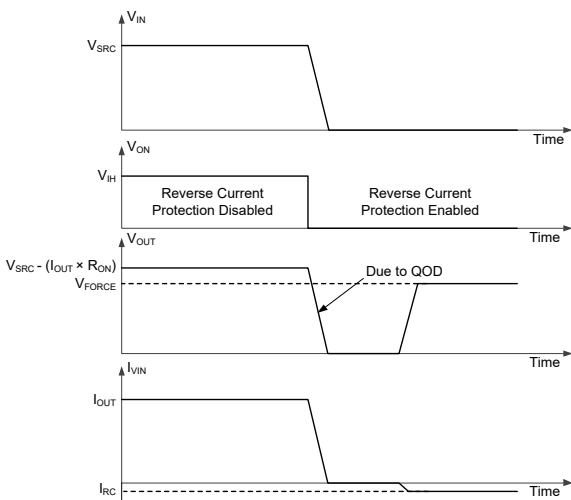 V_IN
V_SRC
Time
V_ON
V_IH
Reverse Current
Protection Disabled
Reverse Current
Protection Enabled
Time
V_OUT
V_SRC - (I_OUT × R_ON)
V_FORCE
Due to QOD
Time
I_VIN
I_OUT
I_RC
Time